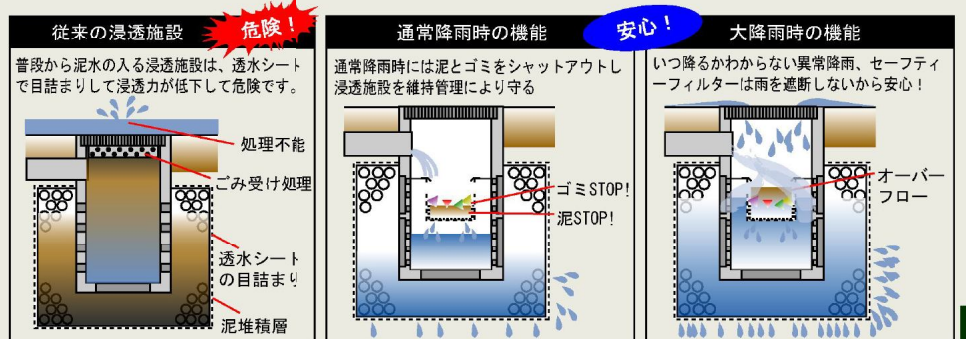 従来の浸透施設
危険！
普段から泥水の入る浸透施設は、透水シート
で目詰まりして浸透力が低下して危険です。
処理不能
ごみ受け処理
透水シート
の目詰まり
泥堆積層
通常降雨時の機能
安心！
通常降雨時には泥とゴミをシャットアウトし
浸透施設を維持管理により守る
ゴミSTOP!
泥STOP!
大降雨時の機能
いつ降るかわからない異常降雨、セーフティ
ーフィルターは雨を遮断しないから安心！
オーバー
フロー